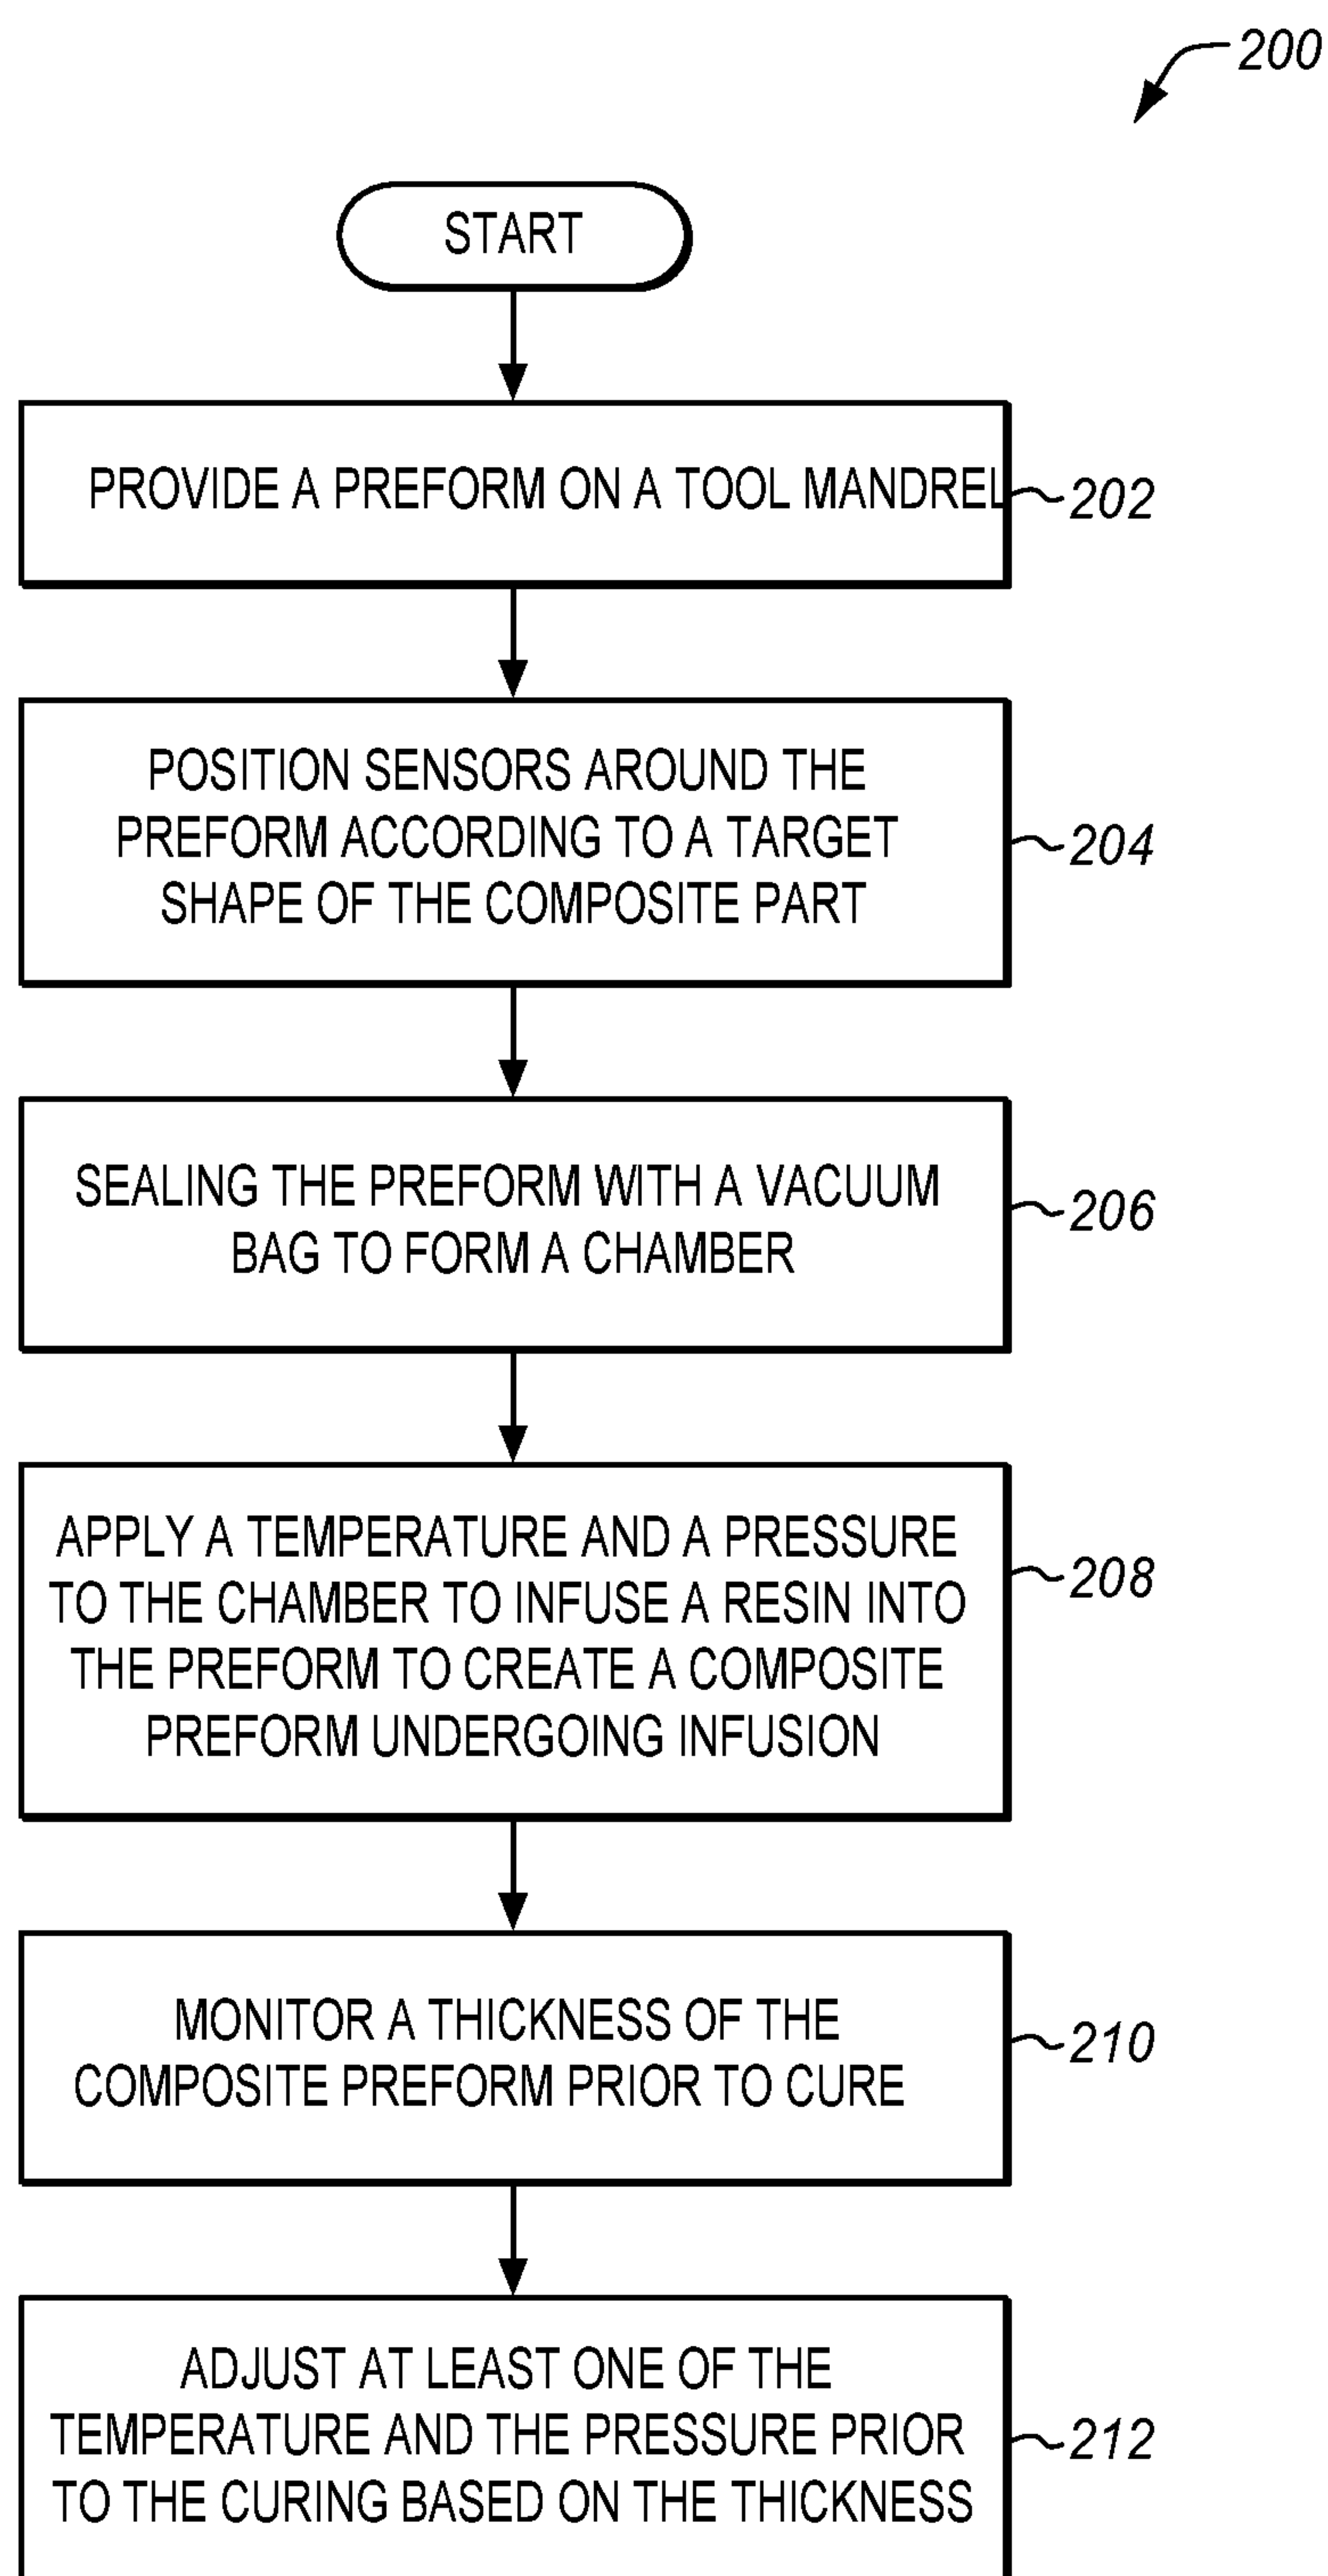 200
START
PROVIDE A PREFORM ON A TOOL MANDREL
202
POSITION SENSORS AROUND THE
PREFORM ACCORDING TO A TARGET
SHAPE OF THE COMPOSITE PART
204
SEALING THE PREFORM WITH A VACUUM
BAG TO FORM A CHAMBER
206
APPLY A TEMPERATURE AND A PRESSURE
TO THE CHAMBER TO INFUSE A RESIN INTO
THE PREFORM TO CREATE A COMPOSITE
PREFORM UNDERGOING INFUSION
208
MONITOR A THICKNESS OF THE
COMPOSITE PREFORM PRIOR TO CURE
210
ADJUST AT LEAST ONE OF THE
TEMPERATURE AND THE PRESSURE PRIOR
TO THE CURING BASED ON THE THICKNESS
212